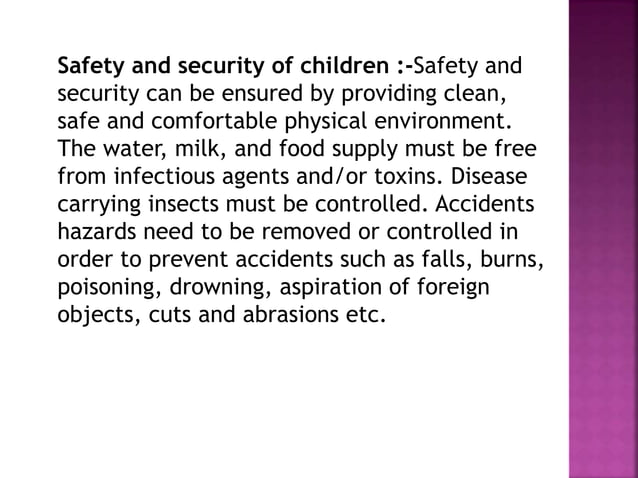 Safety and security of children :-Safety and
security can be ensured by providing clean,
safe and comfortable physical environment.
The water, milk, and food supply must be free
from infectious agents and/or toxins. Disease
carrying insects must be controlled. Accidents
hazards need to be removed or controlled in
order to prevent accidents such as falls, burns,
poisoning, drowning, aspiration of foreign
objects, cuts and abrasions etc.